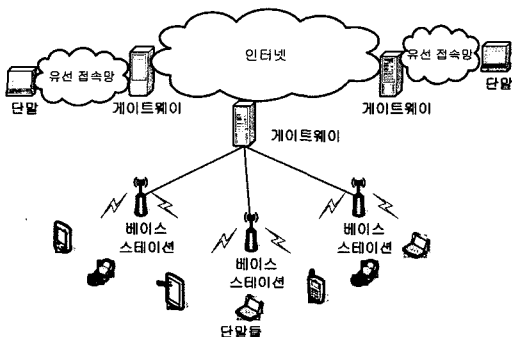 인터넷
유선 접속망
유선 접속망
단말
게이트웨이
게이트웨이
단말
게이트웨이
베이스
스테이션
베이스
스테이션
베이스
스테이션
단말들